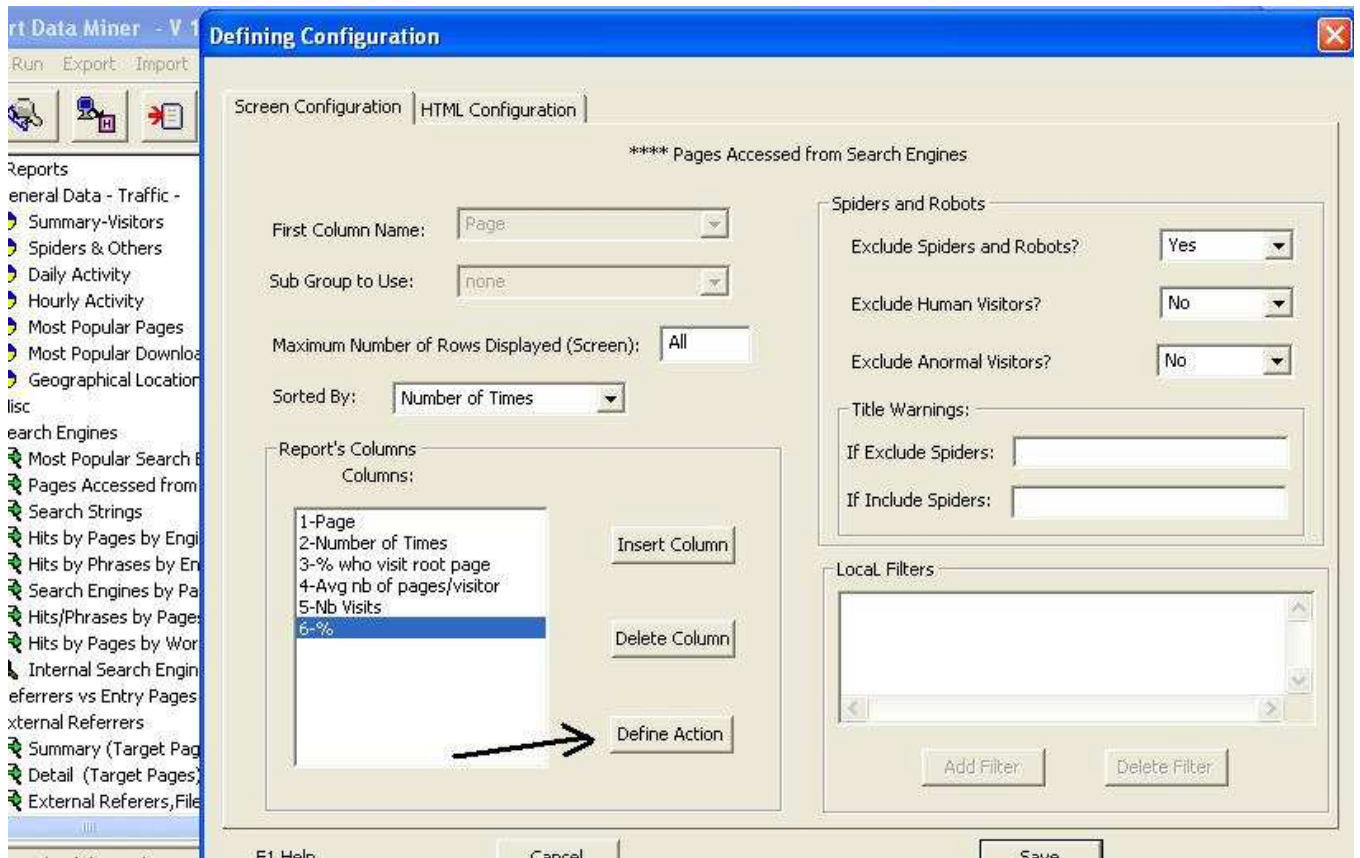 rt Data Miner - V 1
Run Export Import
Reports
eneral Data - Traffic -
Summary-Visitors
Spiders & Others
Daily Activity
Hourly Activity
Most Popular Pages
Most Popular Downloa
Geographical Location
isc
earch Engines
Most Popular Search E
Pages Accessed from
Search Strings
Hits by Pages by Engi
Hits by Phrases by En
Search Engines by Pa
Hits/Phrases by Pages
Hits by Pages by Wor
Internal Search Engin
eferrers vs Entry Pages
xternal Referrers
Summary (Target Pag
Detail (Target Pages)
External Referers,File
Defining Configuration
Screen Configuration
HTML Configuration
**** Pages Accessed from Search Engines
First Column Name: Page
Sub Group to Use: none
Maximum Number of Rows Displayed (Screen): All
Sorted By: Number of Times
Report's Columns
Columns:
1-Page
2-Number of Times
3-% who visit root page
4-Avg nb of pages/visitor
5-Nb Visits
6-%
Insert Column
Delete Column
Define Action
Spiders and Robots
Exclude Spiders and Robots? Yes
Exclude Human Visitors? No
Exclude Anormal Visitors? No
Title Warnings:
If Exclude Spiders:
If Include Spiders:
LocaL Filters
Add Filter
Delete Filter
F1 Help
Cancel
Save